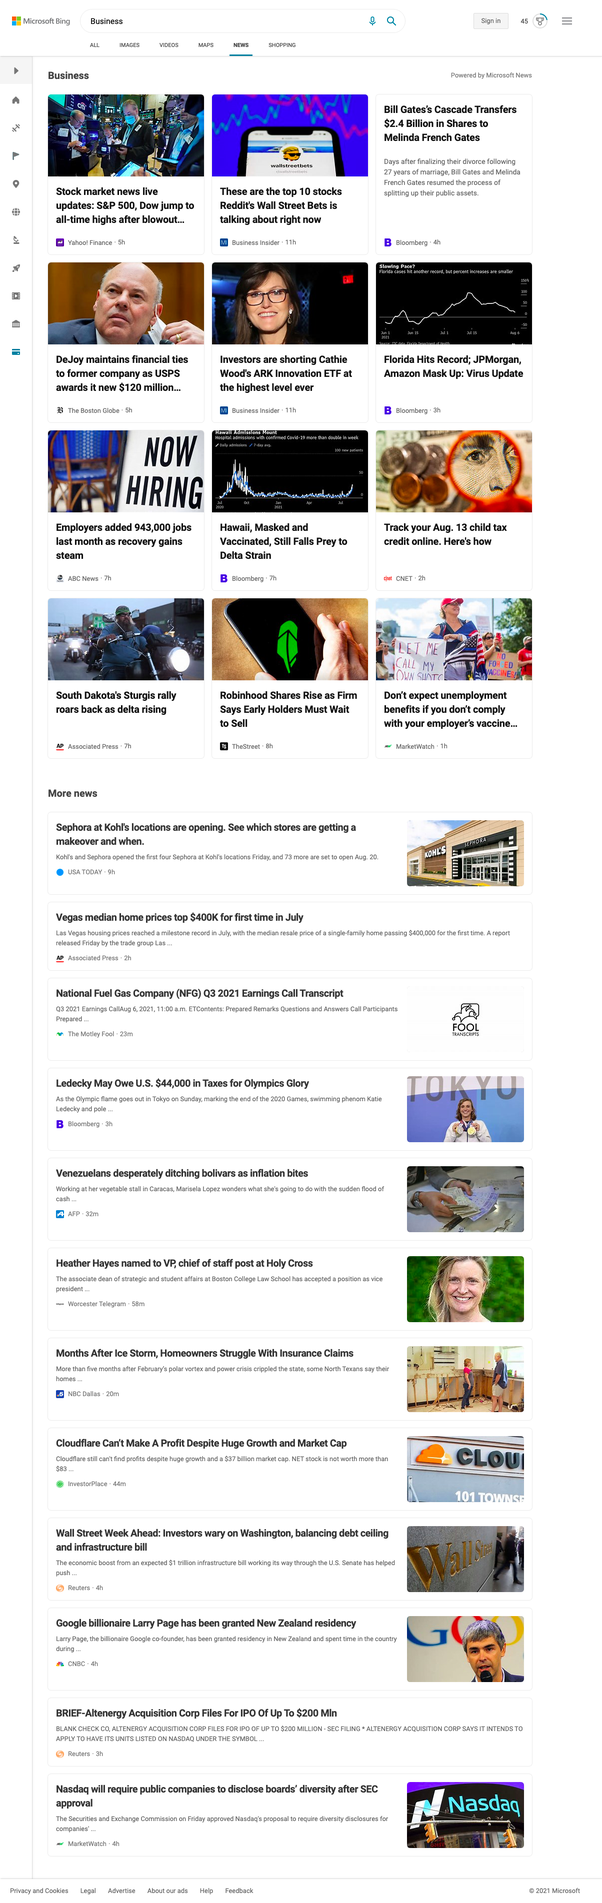 Microsoft Bing
Business
Sign in
45
ALL
IMAGES
VIDEOS
MAPS
NEWS
SHOPPING
Business
Powered by Microsoft News
Stock market news live
updates: S&P 500, Dow jump to
all-time highs after blowout...
Yahoo! Finance · 5h
wallstreetbets
These are the top 10 stocks
Reddit's Wall Street Bets is
talking about right now
Business Insider · 11h
Bill Gates's Cascade Transfers
$2.4 Billion in Shares to
Melinda French Gates
Days after finalizing their divorce following
27 years of marriage, Bill Gates and Melinda
French Gates resumed the process of
splitting up their public assets.
Bloomberg · 4h
DeJoy maintains financial ties
to former company as USPS
awards it new $120 million...
The Boston Globe · 5h
Investors are shorting Cathie
Wood's ARK Innovation ETF at
the highest level ever
Business Insider · 11h
Slowing Pace?
Florida cases hit another record, but percent increases are smaller
Florida Hits Record; JPMorgan,
Amazon Mask Up: Virus Update
Bloomberg · 3h
NOW
HIRING
Employers added 943,000 jobs
last month as recovery gains
steam
ABC News · 7h
Hawaii Admissions Mount
Hospital admissions with confirmed Covid-19 more than double in week
Hawaii, Masked and
Vaccinated, Still Falls Prey to
Delta Strain
Bloomberg · 7h
Track your Aug. 13 child tax
credit online. Here's how
CNET · 2h
South Dakota's Sturgis rally
roars back as delta rising
AP
Associated Press · 7h
Robinhood Shares Rise as Firm
Says Early Holders Must Wait
to Sell
TheStreet · 8h
LET ME
CALL MY
OWN SHOTS
NO
FORCED
VACCINES
Don't expect unemployment
benefits if you don't comply
with your employer's vaccine...
MarketWatch · 1h
More news
Sephora at Kohl's locations are opening. See which stores are getting a
makeover and when.
Kohl's and Sephora opened the first four Sephora at Kohl's locations Friday, and 73 more are set to open Aug. 20.
USA TODAY · 9h
KOHL'S
SEPHORA
Vegas median home prices top $400K for first time in July
Las Vegas housing prices reached a milestone record in July, with the median resale price of a single-family home passing $400,000 for the first time. A report
released Friday by the trade group Las ...
AP
Associated Press · 2h
National Fuel Gas Company (NFG) Q3 2021 Earnings Call Transcript
Q3 2021 Earnings CallAug 6, 2021, 11:00 a.m. ETContents: Prepared Remarks Questions and Answers Call Participants
Prepared ...
The Motley Fool · 23m
FOOL
TRANSCRIPTS
Ledecky May Owe U.S. $44,000 in Taxes for Olympics Glory
As the Olympic flame goes out in Tokyo on Sunday, marking the end of the 2020 Games, swimming phenom Katie
Ledecky and pole ...
Bloomberg · 3h
TOKYO
Venezuelans desperately ditching bolivars as inflation bites
Working at her vegetable stall in Caracas, Marisela Lopez wonders what she's going to do with the sudden flood of
cash ...
AFP · 32m
Heather Hayes named to VP, chief of staff post at Holy Cross
The associate dean of strategic and student affairs at Boston College Law School has accepted a position as vice
president ...
Worcester Telegram · 58m
Months After Ice Storm, Homeowners Struggle With Insurance Claims
More than five months after February's polar vortex and power crisis crippled the state, some North Texans say their
homes ...
NBC Dallas · 20m
Cloudflare Can't Make A Profit Despite Huge Growth and Market Cap
Cloudflare still can't find profits despite huge growth and a $37 billion market cap. NET stock is not worth more than
$83 ...
InvestorPlace · 44m
CLOU
101 TOWNSE
Wall Street Week Ahead: Investors wary on Washington, balancing debt ceiling
and infrastructure bill
The economic boost from an expected $1 trillion infrastructure bill working its way through the U.S. Senate has helped
push ...
Reuters · 4h
Wall
Google billionaire Larry Page has been granted New Zealand residency
Larry Page, the billionaire Google co-founder, has been granted residency in New Zealand and spent time in the country
during ...
CNBC · 4h
BRIEF-Altenergy Acquisition Corp Files For IPO Of Up To $200 Mln
BLANK CHECK CO, ALTENERGY ACQUISITION CORP FILES FOR IPO OF UP TO $200 MILLION - SEC FILING * ALTENERGY ACQUISITION CORP SAYS IT INTENDS TO
APPLY TO HAVE ITS UNITS LISTED ON NASDAQ UNDER THE SYMBOL ...
Reuters · 3h
Nasdaq will require public companies to disclose boards' diversity after SEC
approval
The Securities and Exchange Commission on Friday approved Nasdaq's proposal to require diversity disclosures for
companies' ...
MarketWatch · 4h
Nasdaq
Privacy and Cookies
Legal
Advertise
About our ads
Help
Feedback
© 2021 Microsoft